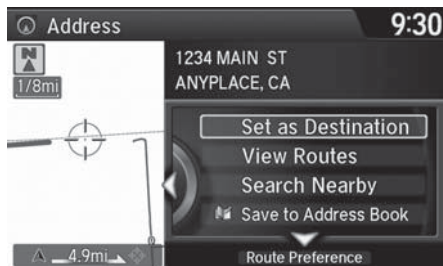 Address
9:30
N
1/8mi
1234 MAIN ST
ANYPLACE, CA
Set as Destination
View Routes
Search Nearby
Save to Address Book
4.9mi
Route Preference